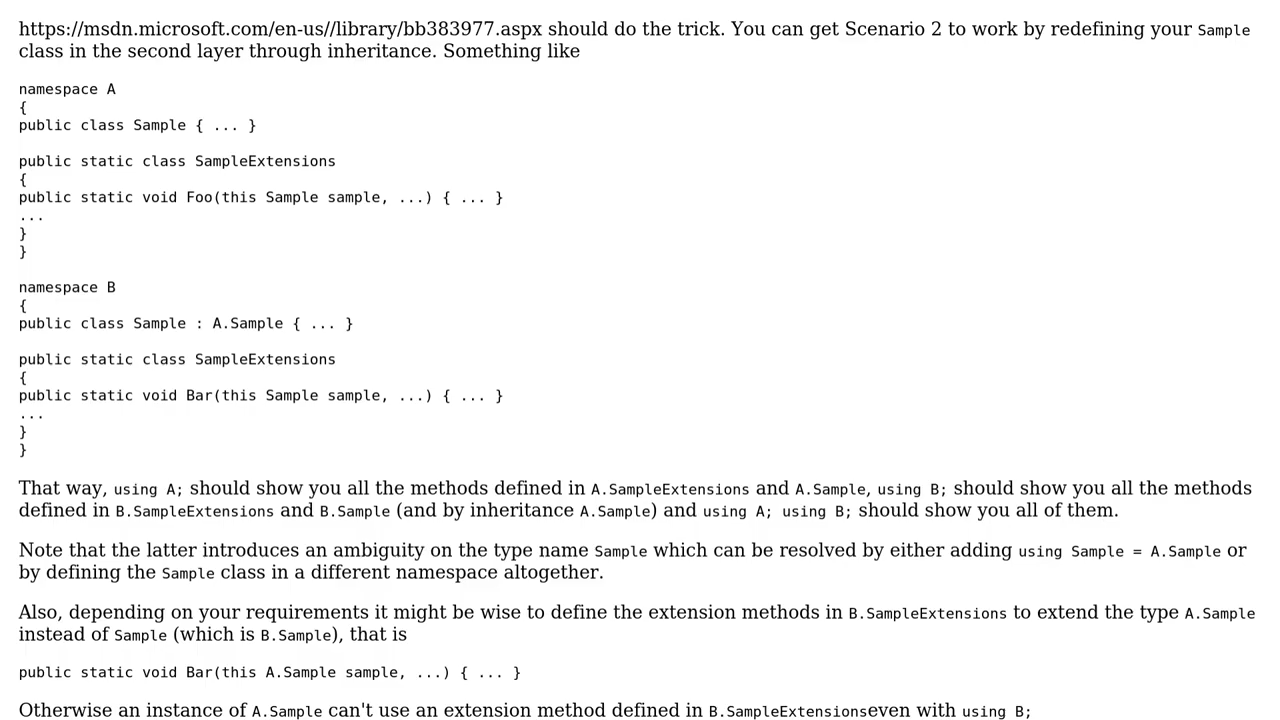 https://msdn.microsoft.com/en-us//library/bb383977.aspx should do the trick. You can get Scenario 2 to work by redefining your Sample
class in the second layer through inheritance. Something like
namespace A
{
public class Sample { ... }
public static class SampleExtensions
{
public static void Foo(this Sample sample, ...) { ... }
...
}
}
namespace B
{
public class Sample : A.Sample { ... }
public static class SampleExtensions
{
public static void Bar(this Sample sample, ...) { ... }
...
}
}
That way, using A; should show you all the methods defined in A.SampleExtensions and A.Sample, using B; should show you all the methods
defined in B.SampleExtensions and B.Sample (and by inheritance A.Sample) and using A; using B; should show you all of them.
Note that the latter introduces an ambiguity on the type name Sample which can be resolved by either adding using Sample = A.Sample or
by defining the Sample class in a different namespace altogether.
Also, depending on your requirements it might be wise to define the extension methods in B.SampleExtensions to extend the type A.Sample
instead of Sample (which is B.Sample), that is
public static void Bar(this A.Sample sample, ...) { ... }
Otherwise an instance of A.Sample can't use an extension method defined in B.SampleExtensionseven with using B;